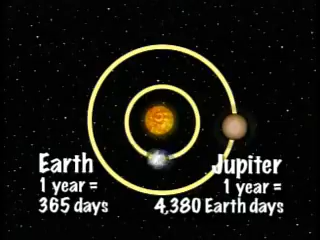 Earth
1 year =
365 days
Jupiter
1 year =
4,380 Earth days